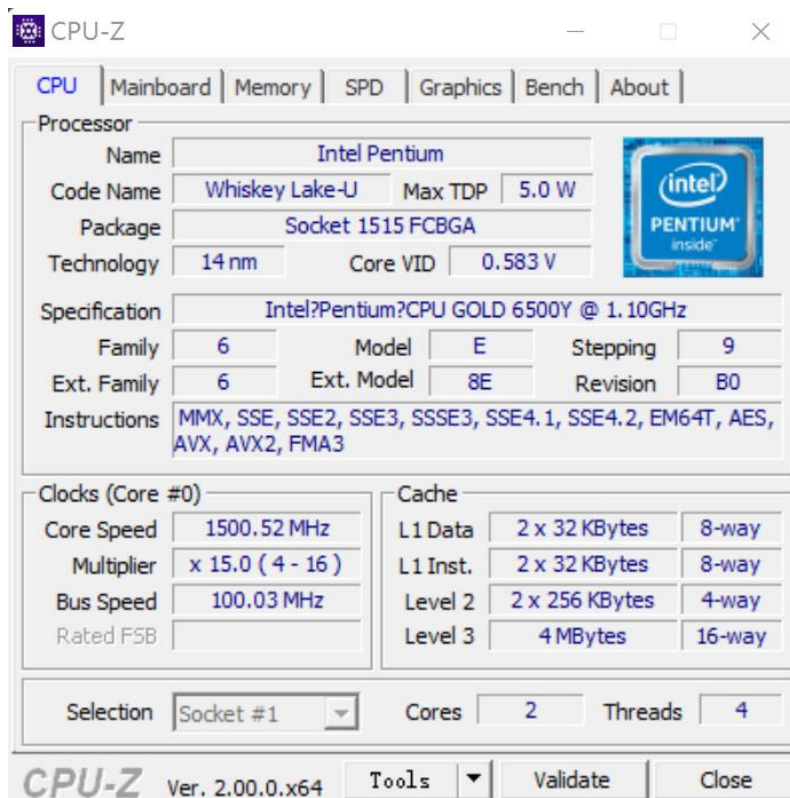 CPU-Z
CPU Mainboard Memory SPD Graphics Bench About
Processor
Name Intel Pentium
Code Name Whiskey Lake-U Max TDP 5.0 W
Package Socket 1515 FCBGA
Technology 14 nm Core VID 0.583 V
intel
PENTIUM
inside™
Specification Intel?Pentium?CPU GOLD 6500Y @ 1.10GHz
Family 6 Model E Stepping 9
Ext. Family 6 Ext. Model 8E Revision B0
Instructions MMX, SSE, SSE2, SSE3, SSSE3, SSE4.1, SSE4.2, EM64T, AES,
AVX, AVX2, FMA3
Clocks (Core #0)
Core Speed 1500.52 MHz
Multiplier x 15.0 ( 4 - 16 )
Bus Speed 100.03 MHz
Rated FSB
Cache
L1 Data 2 x 32 KBytes 8-way
L1 Inst. 2 x 32 KBytes 8-way
Level 2 2 x 256 KBytes 4-way
Level 3 4 MBytes 16-way
Selection Socket #1 Cores 2 Threads 4
CPU-Z Ver. 2.00.0.x64 Tools Validate Close